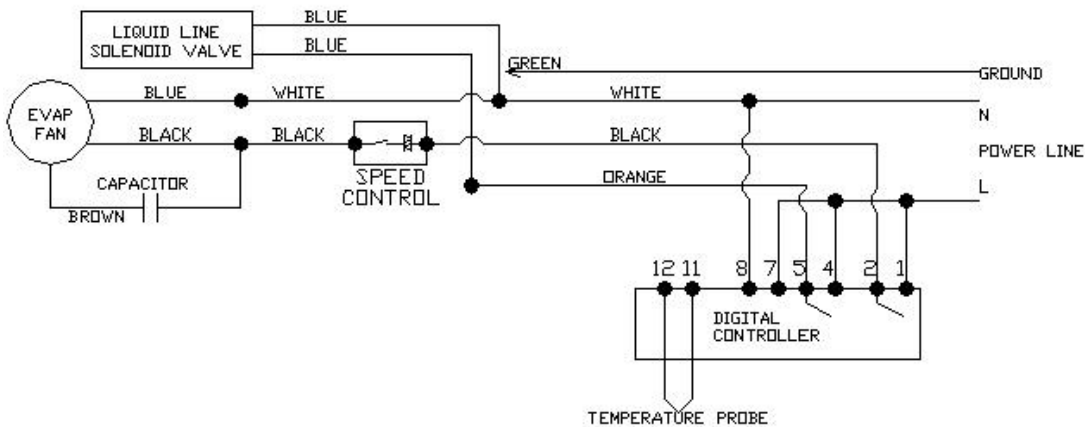 LIQUID LINE
SOLENOID VALVE
BLUE
BLUE
GREEN
GROUND
EVAP
FAN
BLUE
WHITE
WHITE
N
BLACK
BLACK
BLACK
POWER LINE
SPEED
CONTROL
CAPACITOR
BROWN
ORANGE
L
12 11 8 7 5 4 2 1
DIGITAL
CONTROLLER
TEMPERATURE PROBE